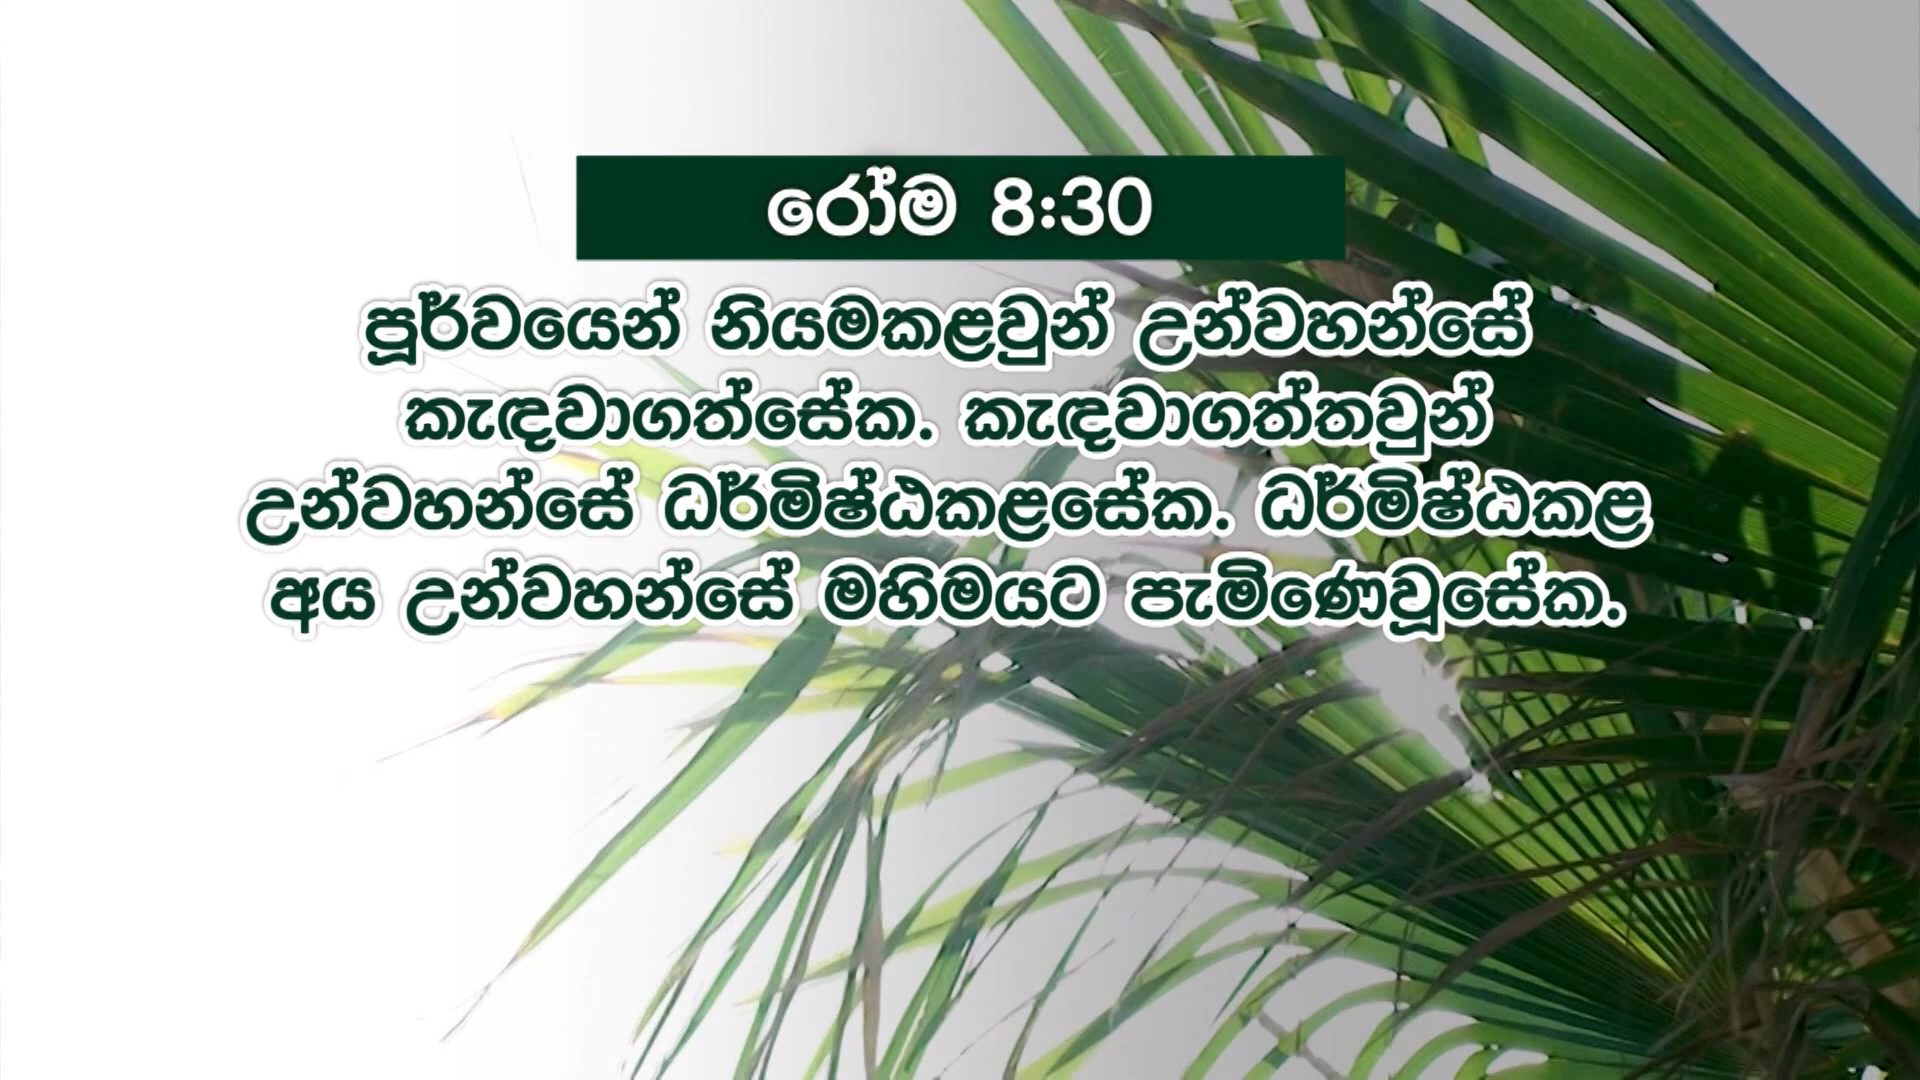 රෝම 8:30
පූර්වයෙන් නියමකළවුන් උන්වහන්සේ
කැඳවාගත්සේක. කැඳවාගත්තවුන්
උන්වහන්සේ ධර්මිෂ්ඨකළසේක. ධර්මිෂ්ඨකළ
අය උන්වහන්සේ මහිමයට පැමිණෙව්වූසේක.